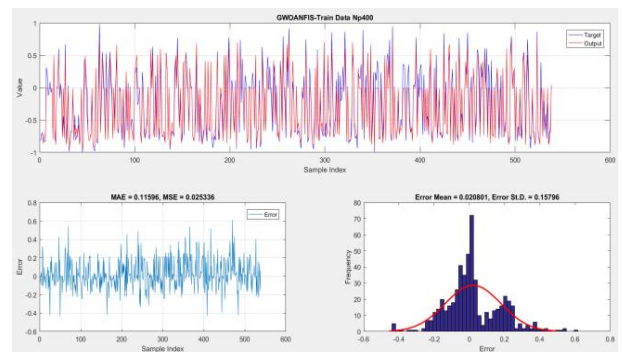 GWOANFIS-Train Data Np400
Target
Output
Value
1
0.5
0
-0.5
-1
0 100 200 300 400 500 600
Sample Index
MAE = 0.11596, MSE = 0.025336
Error
Error
0.8
0.6
0.4
0.2
0
-0.2
-0.4
-0.6
0 100 200 300 400 500 600
Sample Index
Error Mean = 0.020801, Error St.D. = 0.15796
Frequency
80
70
60
50
40
30
20
10
0
-0.6 -0.4 -0.2 0 0.2 0.4 0.6 0.8
Error